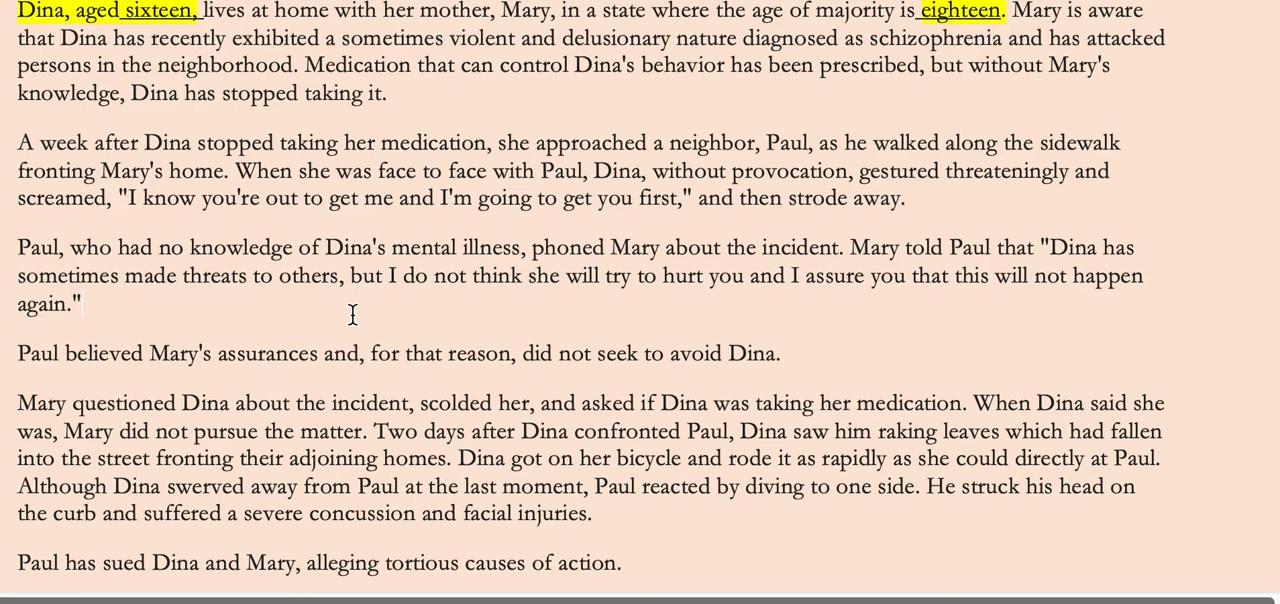 Dina, aged sixteen, lives at home with her mother, Mary, in a state where the age of majority is eighteen. Mary is aware
that Dina has recently exhibited a sometimes violent and delusionary nature diagnosed as schizophrenia and has attacked
persons in the neighborhood. Medication that can control Dina's behavior has been prescribed, but without Mary's
knowledge, Dina has stopped taking it.
A week after Dina stopped taking her medication, she approached a neighbor, Paul, as he walked along the sidewalk
fronting Mary's home. When she was face to face with Paul, Dina, without provocation, gestured threateningly and
screamed, "I know you're out to get me and I'm going to get you first," and then strode away.
Paul, who had no knowledge of Dina's mental illness, phoned Mary about the incident. Mary told Paul that "Dina has
sometimes made threats to others, but I do not think she will try to hurt you and I assure you that this will not happen
again."
Paul believed Mary's assurances and, for that reason, did not seek to avoid Dina.
Mary questioned Dina about the incident, scolded her, and asked if Dina was taking her medication. When Dina said she
was, Mary did not pursue the matter. Two days after Dina confronted Paul, Dina saw him raking leaves which had fallen
into the street fronting their adjoining homes. Dina got on her bicycle and rode it as rapidly as she could directly at Paul.
Although Dina swerved away from Paul at the last moment, Paul reacted by diving to one side. He struck his head on
the curb and suffered a severe concussion and facial injuries.
Paul has sued Dina and Mary, alleging tortious causes of action.